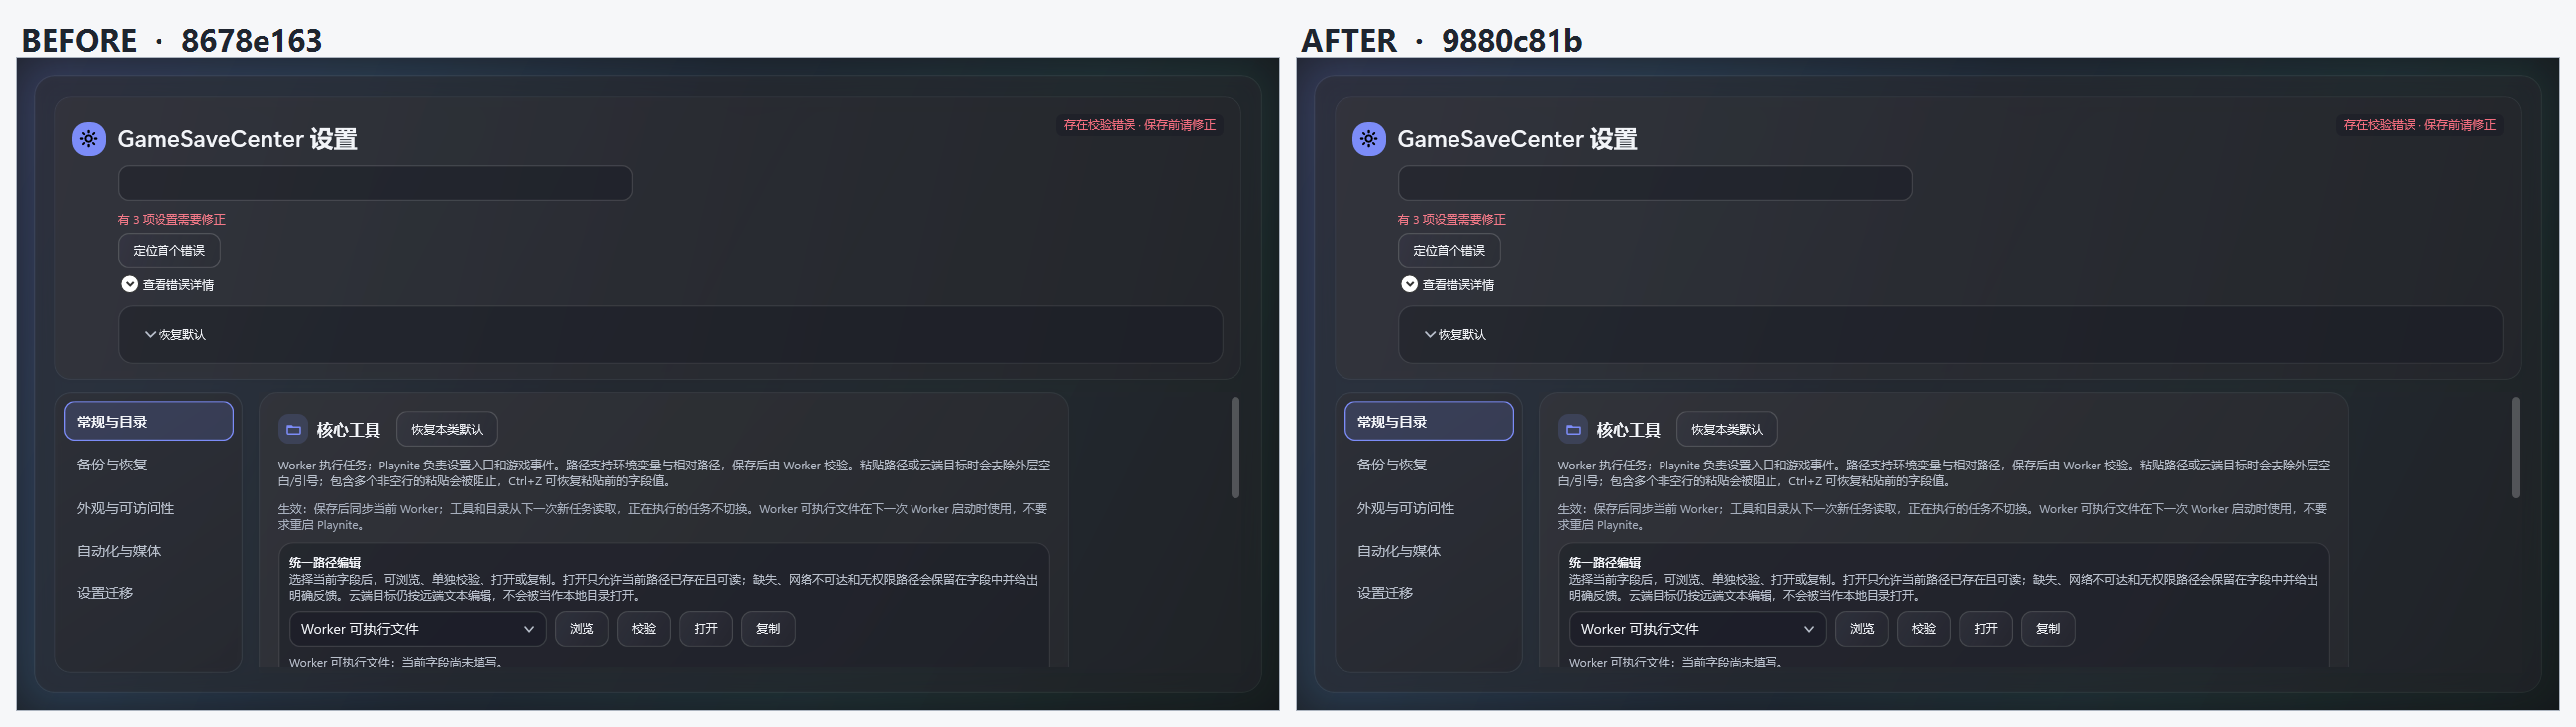 BEFORE · 8678e163
GameSaveCenter 设置
存在校验错误 · 保存前请修正
有 3 项设置需要修正
定位首个错误
查看错误详情
恢复默认
常规与目录
备份与恢复
外观与可访问性
自动化与媒体
设置迁移
核心工具
恢复本类默认
Worker 执行任务；Playnite 负责设置入口和游戏事件。路径支持环境变量与相对路径，保存后由 Worker 校验。粘贴路径或云端目标时会去除外层空
白/引号；包含多个非空行的粘贴会被阻止，Ctrl+Z 可恢复粘贴前的字段值。
生效：保存后同步当前 Worker；工具和目录从下一次新任务读取，正在执行的任务不切换。Worker 可执行文件在下一次 Worker 启动时使用，不要
求重启 Playnite。
统一路径编辑
选择当前字段后，可浏览、单独校验、打开或复制。打开只允许当前路径已存在且可读；缺失、网络不可达和无权限路径会保留在字段中并给出
明确反馈。云端目标仍按远端文本编辑，不会被当作本地目录打开。
Worker 可执行文件
浏览
校验
打开
复制
Worker 可执行文件：当前字段尚未填写。
AFTER · 9880c81b
GameSaveCenter 设置
存在校验错误 · 保存前请修正
有 3 项设置需要修正
定位首个错误
查看错误详情
恢复默认
常规与目录
备份与恢复
外观与可访问性
自动化与媒体
设置迁移
核心工具
恢复本类默认
Worker 执行任务；Playnite 负责设置入口和游戏事件。路径支持环境变量与相对路径，保存后由 Worker 校验。粘贴路径或云端目标时会去除外层空
白/引号；包含多个非空行的粘贴会被阻止，Ctrl+Z 可恢复粘贴前的字段值。
生效：保存后同步当前 Worker；工具和目录从下一次新任务读取，正在执行的任务不切换。Worker 可执行文件在下一次 Worker 启动时使用，不要
求重启 Playnite。
统一路径编辑
选择当前字段后，可浏览、单独校验、打开或复制。打开只允许当前路径已存在且可读；缺失、网络不可达和无权限路径会保留在字段中并给出
明确反馈。云端目标仍按远端文本编辑，不会被当作本地目录打开。
Worker 可执行文件
浏览
校验
打开
复制
Worker 可执行文件：当前字段尚未填写。